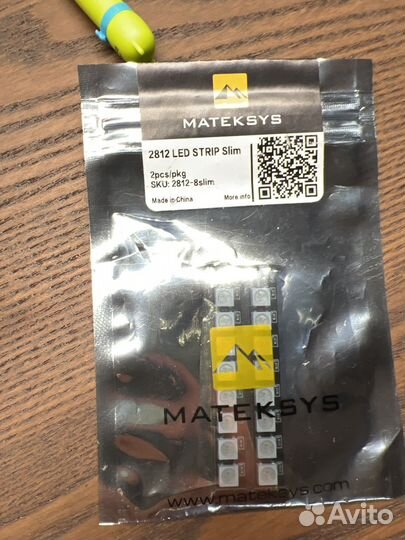 MATEKSYS
2812 LED STRIP Slim
2pcs/pkg
SKU: 2812-8slim
Made in China
More info
MATEKSYS
www.mateksys.com
Avito